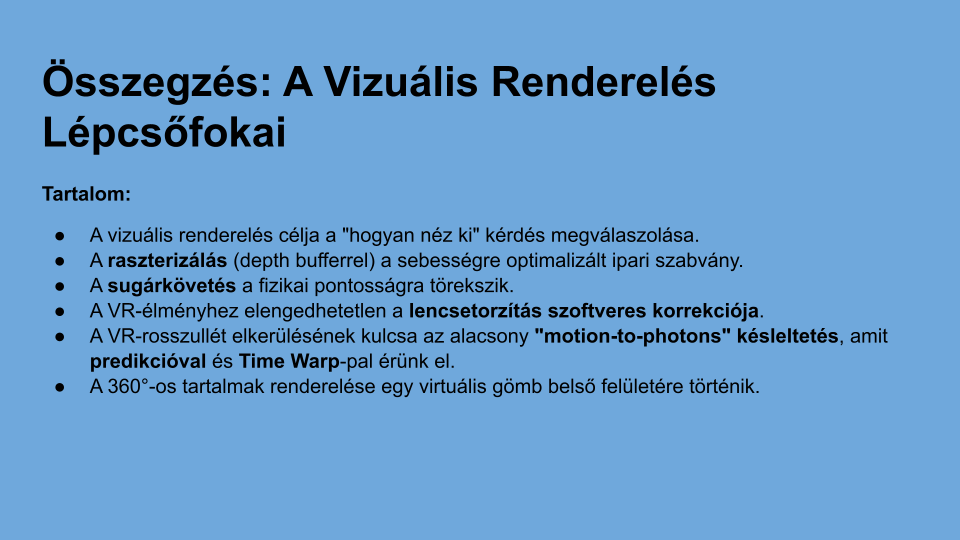 Összegzés: A Vizuális Renderelés
Lépcsőfokai
Tartalom:
● A vizuális renderelés célja a "hogyan néz ki" kérdés megválaszolása.
● A raszterizálás (depth bufferrel) a sebességre optimalizált ipari szabvány.
● A sugárkövetés a fizikai pontosságra törekszik.
● A VR-élményhez elengedhetetlen a lencsetorzítás szoftveres korrekciója.
● A VR-rosszullét elkerülésének kulcsa az alacsony "motion-to-photons" késleltetés, amit
predikcióval és Time Warp-pal érünk el.
● A 360°-os tartalmak renderelése egy virtuális gömb belső felületére történik.